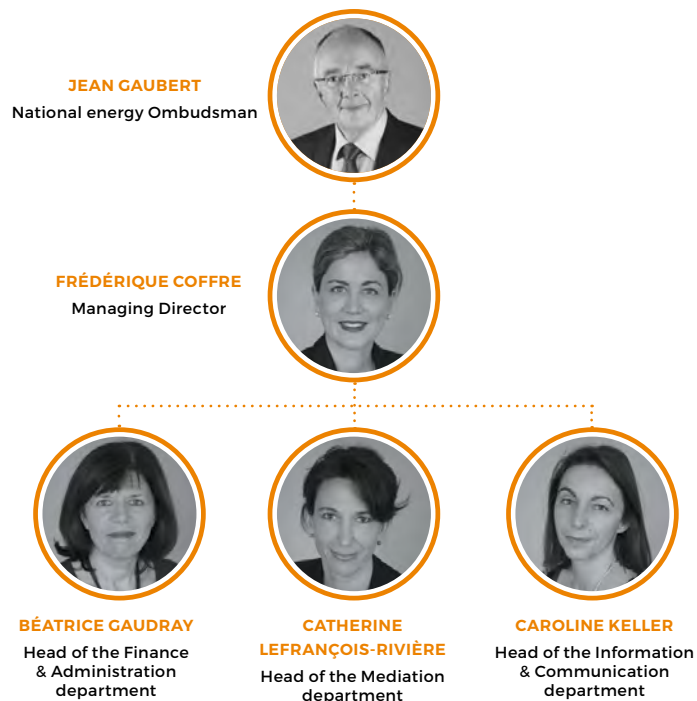 JEAN GAUBERT
National energy Ombudsman
FRÉDÉRIQUE COFFRE
Managing Director
BÉATRICE GAUDRAY
Head of the Finance
& Administration
department
CATHERINE
LEFRANÇOIS-RIVIÈRE
Head of the Mediation
department
CAROLINE KELLER
Head of the Information
& Communication
department